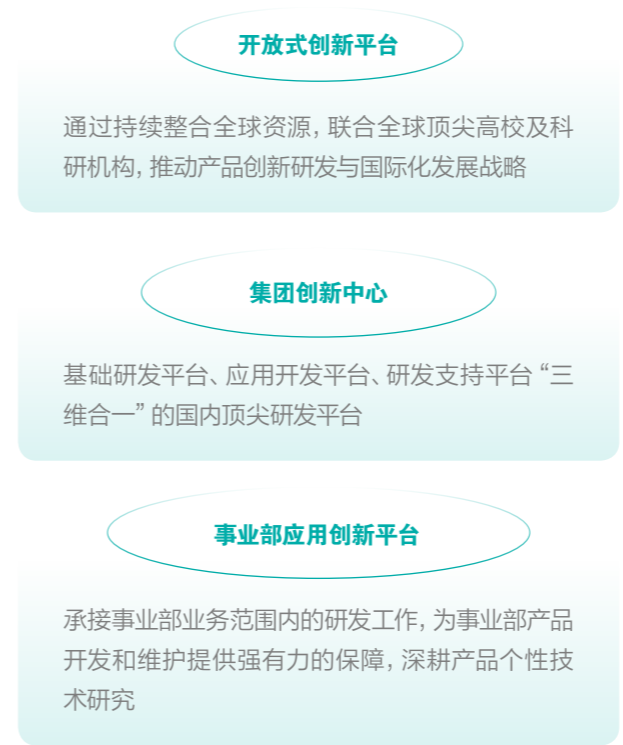 开放式创新平台
通过持续整合全球资源，联合全球顶尖高校及科
研机构，推动产品创新研发与国际化发展战略
集团创新中心
基础研发平台、应用开发平台、研发支持平台“三
维合一”的国内顶尖研发平台
事业部应用创新平台
承接事业部业务范围内的研发工作，为事业部产品
开发和维护提供强有力的保障，深耕产品个性技
术研究